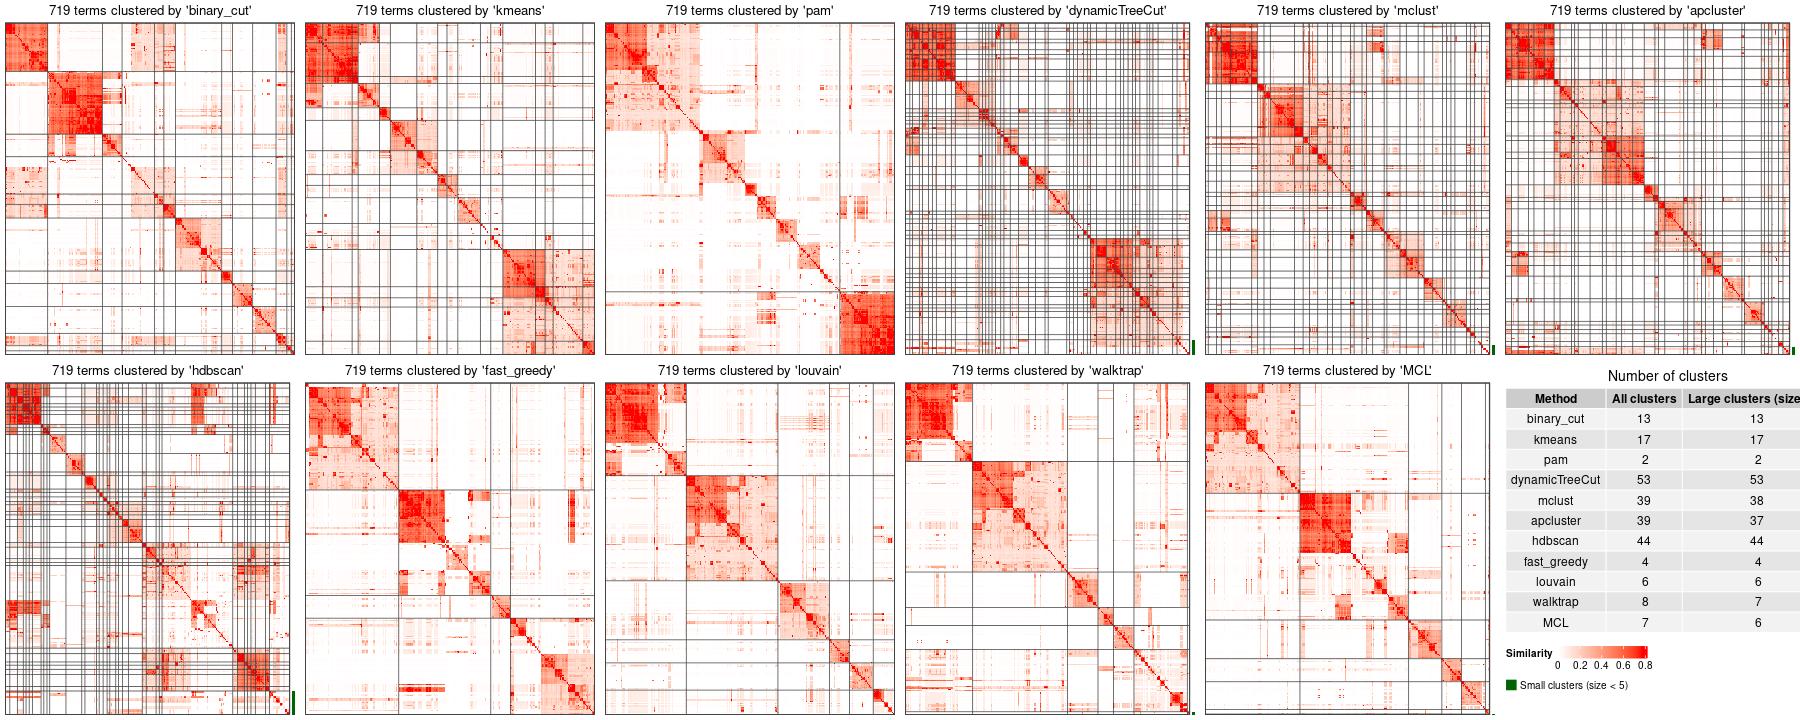 719 terms clustered by 'binary_cut'
719 terms clustered by 'kmeans'
719 terms clustered by 'pam'
719 terms clustered by 'dynamicTreeCut'
719 terms clustered by 'mclust'
719 terms clustered by 'apcluster'
719 terms clustered by 'hdbscan'
719 terms clustered by 'fast_greedy'
719 terms clustered by 'louvain'
719 terms clustered by 'walktrap'
719 terms clustered by 'MCL'
Number of clusters
Method All clusters Large clusters (size
binary_cut 13 13
kmeans 17 17
pam 2 2
dynamicTreeCut 53 53
mclust 39 38
apcluster 39 37
hdbscan 44 44
fast_greedy 4 4
louvain 6 6
walktrap 8 7
MCL 7 6
Similarity
0 0.2 0.4 0.6 0.8
Small clusters (size < 5)